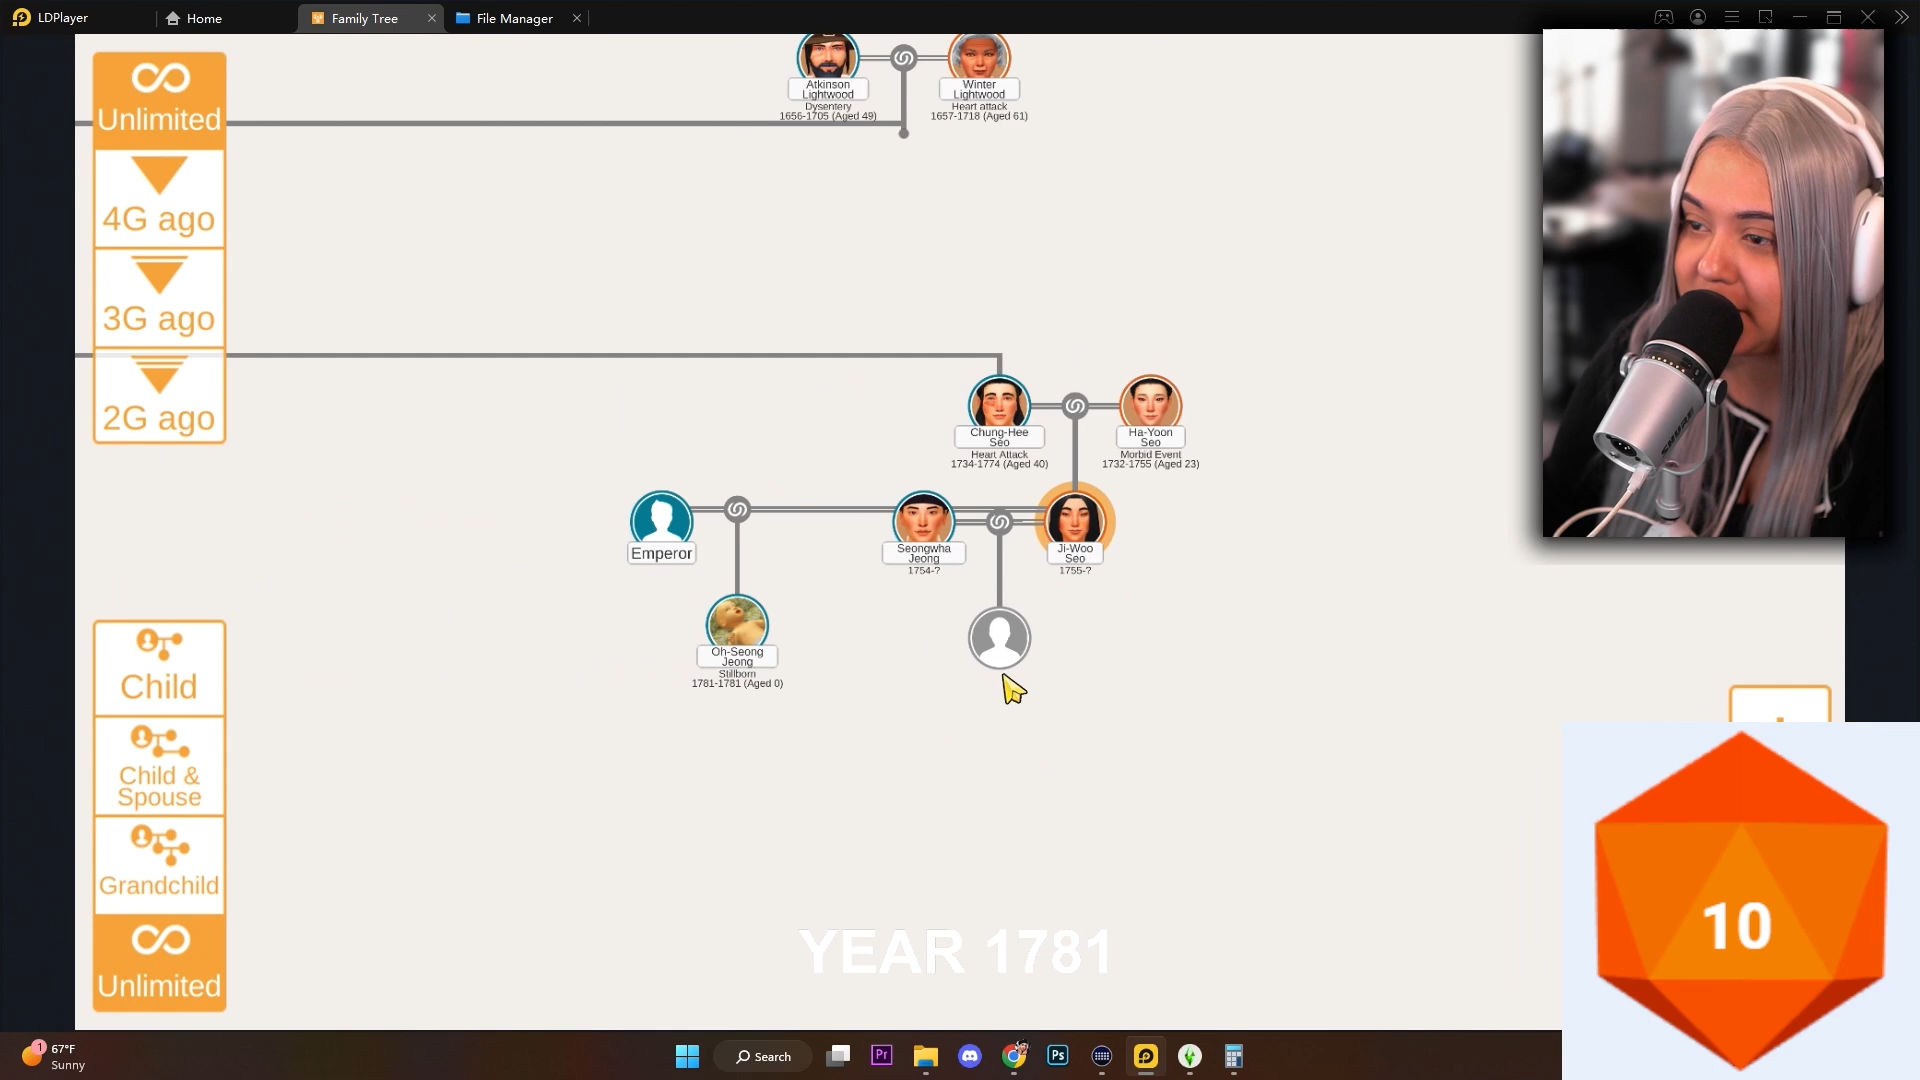 LDPlayer
Home
Family Tree
File Manager
Unlimited
4G ago
3G ago
2G ago
Atkinson
Lightwood
Dysentery
1656-1705 (Aged 49)
Winter
Lightwood
Heart attack
1657-1718 (Aged 61)
Chung-Hee
Seo
Heart Attack
1734-1774 (Aged 40)
Ha-Yoon
Seo
Morbid Event
1732-1755 (Aged 23)
Emperor
Seongwha
Jeong
1754-?
Ji-Woo
Seo
1755-?
Oh-Seong
Jeong
Stillborn
1781-1781 (Aged 0)
Child
Child &
Spouse
Grandchild
Unlimited
YEAR 1781
10
1
67°F
Sunny
Search
Pr
Ps